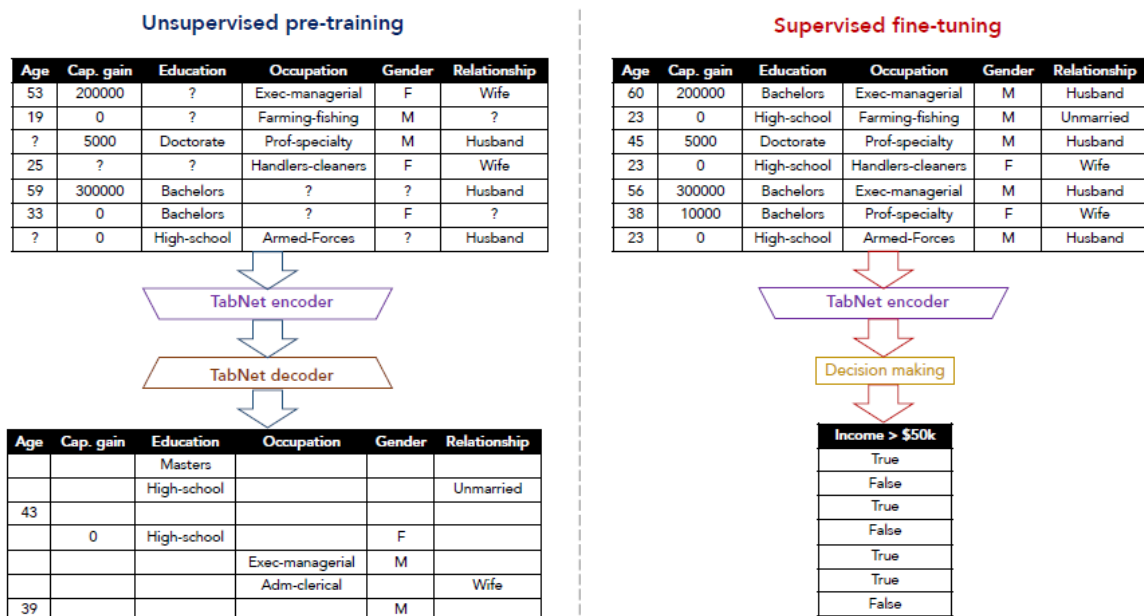 Unsupervised pre-training
Age Cap. gain Education Occupation Gender Relationship
53 200000 ? Exec-managerial F Wife
19 0 ? Farming-fishing M ?
? 5000 Doctorate Prof-specialty M Husband
25 ? ? Handlers-cleaners F Wife
59 300000 Bachelors ? ? Husband
33 0 Bachelors ? F ?
? 0 High-school Armed-Forces ? Husband
TabNet encoder
TabNet decoder
Age Cap. gain Education Occupation Gender Relationship
Masters
High-school Unmarried
43
0 High-school F
Exec-managerial M
Adm-clerical Wife
39 M
Supervised fine-tuning
Age Cap. gain Education Occupation Gender Relationship
60 200000 Bachelors Exec-managerial M Husband
23 0 High-school Farming-fishing M Unmarried
45 5000 Doctorate Prof-specialty M Husband
23 0 High-school Handlers-cleaners F Wife
56 300000 Bachelors Exec-managerial M Husband
38 10000 Bachelors Prof-specialty F Wife
23 0 High-school Armed-Forces M Husband
TabNet encoder
Decision making
Income > $50k
True
False
True
False
True
True
False